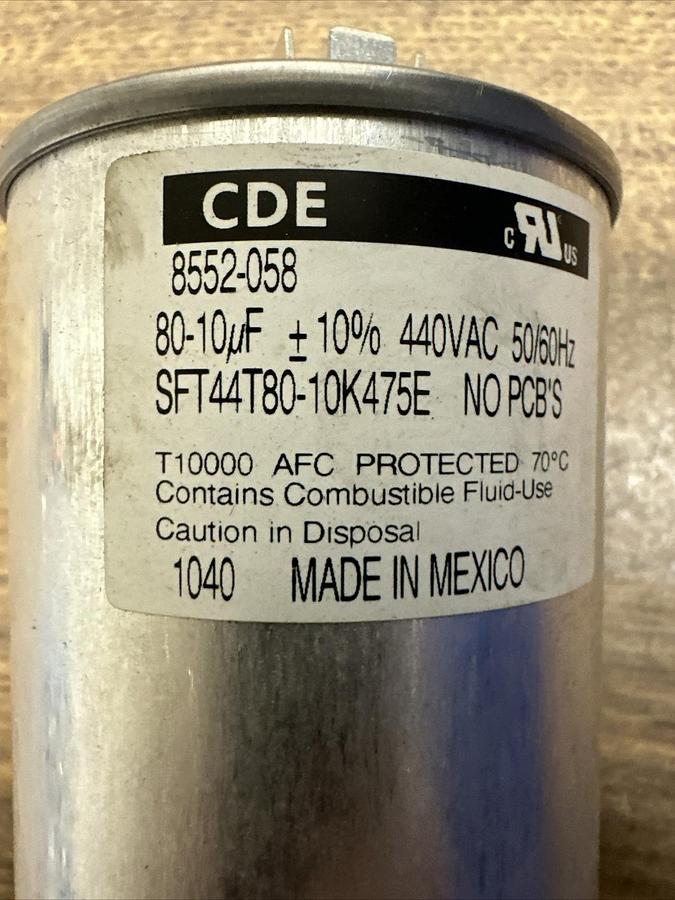 CDE
c RU US
8552-058
80-10µF ± 10% 440VAC 50/60Hz
SFT44T80-10K475E NO PCB'S
T10000 AFC PROTECTED 70°C
Contains Combustible Fluid-Use
Caution in Disposal
1040 MADE IN MEXICO